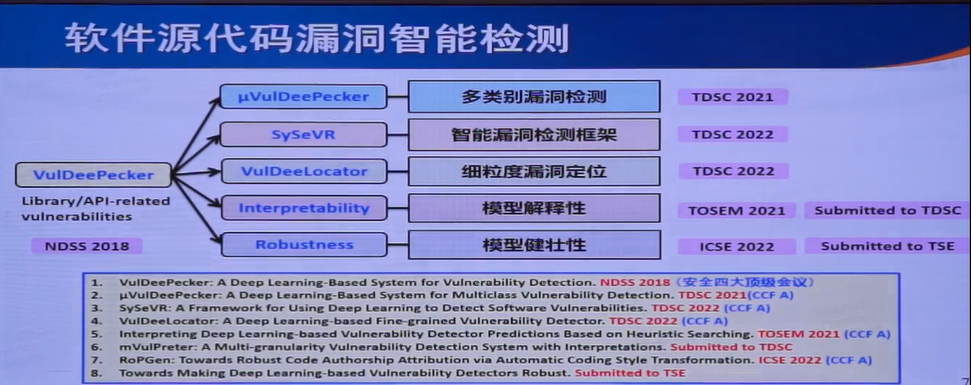 软件源代码漏洞智能检测
μVulDeePecker 多类别漏洞检测 TDSC 2021
SySeVR 智能漏洞检测框架 TDSC 2022
VulDeeLocator 细粒度漏洞定位 TDSC 2022
VulDeePecker
Library/API-related
vulnerabilities
Interpretability 模型解释性 TOSEM 2021 Submitted to TDSC
NDSS 2018
Robustness 模型健壮性 ICSE 2022 Submitted to TSE
1. VulDeePecker: A Deep Learning-Based System for Vulnerability Detection. NDSS 2018（安全四大顶级会议）
2. μVulDeePecker: A Deep Learning-Based System for Multiclass Vulnerability Detection. TDSC 2021(CCF A)
3. SySeVR: A Framework for Using Deep Learning to Detect Software Vulnerabilities. TDSC 2022 (CCF A)
4. VulDeeLocator: A Deep Learning-based Fine-grained Vulnerability Detector. TDSC 2022 (CCF A)
5. Interpreting Deep Learning-based Vulnerability Detector Predictions Based on Heuristic Searching. TOSEM 2021 (CCF A)
6. mVulPreter: A Multi-granularity Vulnerability Detection System with Interpretations. Submitted to TDSC
7. RoPGen: Towards Robust Code Authorship Attribution via Automatic Coding Style Transformation. ICSE 2022 (CCF A)
8. Towards Making Deep Learning-based Vulnerability Detectors Robust. Submitted to TSE